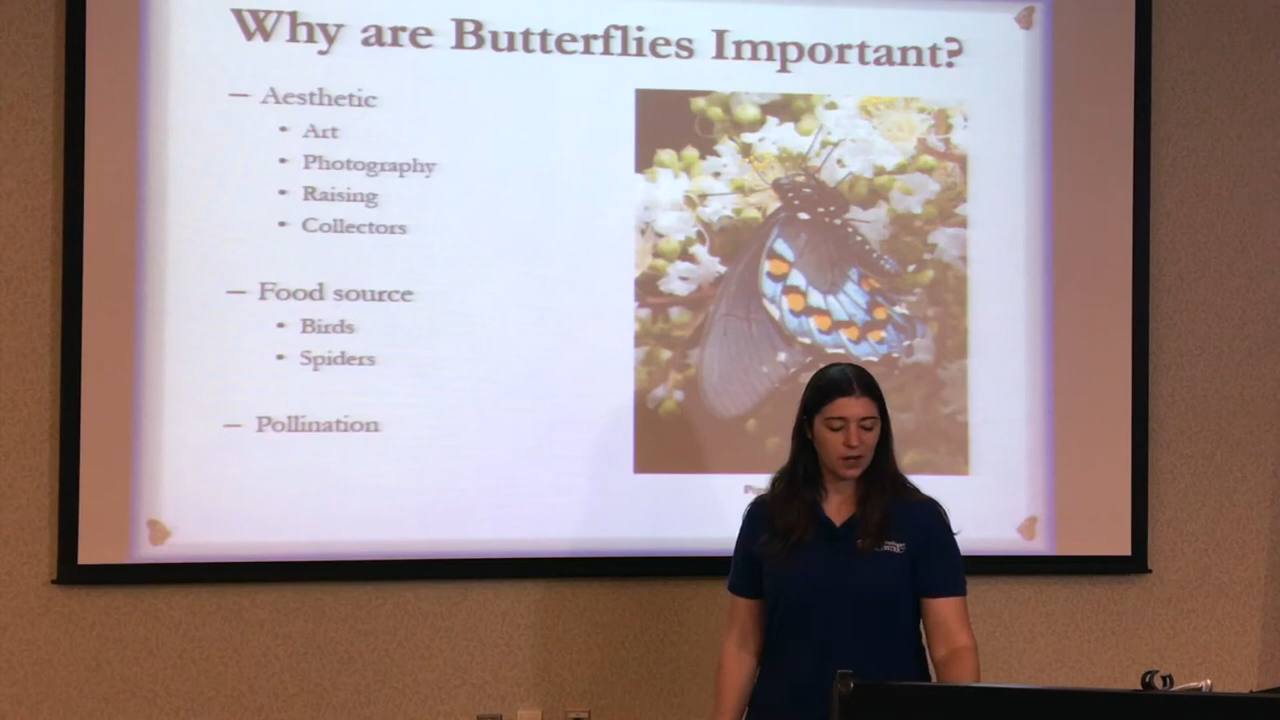 Why are Butterflies Important?
– Aesthetic
• Art
• Photography
• Raising
• Collectors
– Food source
• Birds
• Spiders
– Pollination